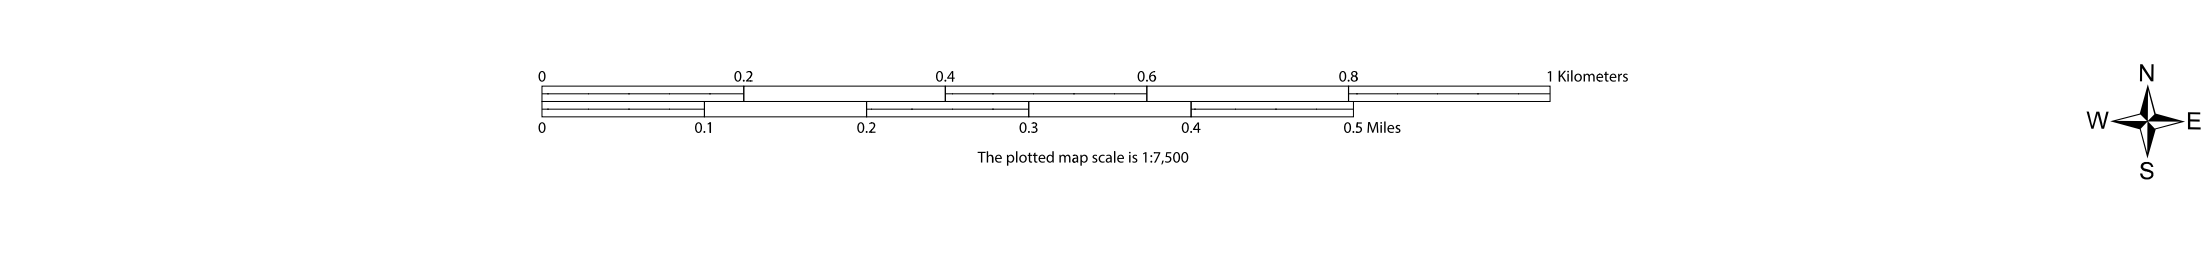 0 0.2 0.4 0.6 0.8 1 Kilometers
0 0.1 0.2 0.3 0.4 0.5 Miles
The plotted map scale is 1:7,500
N
W E
S